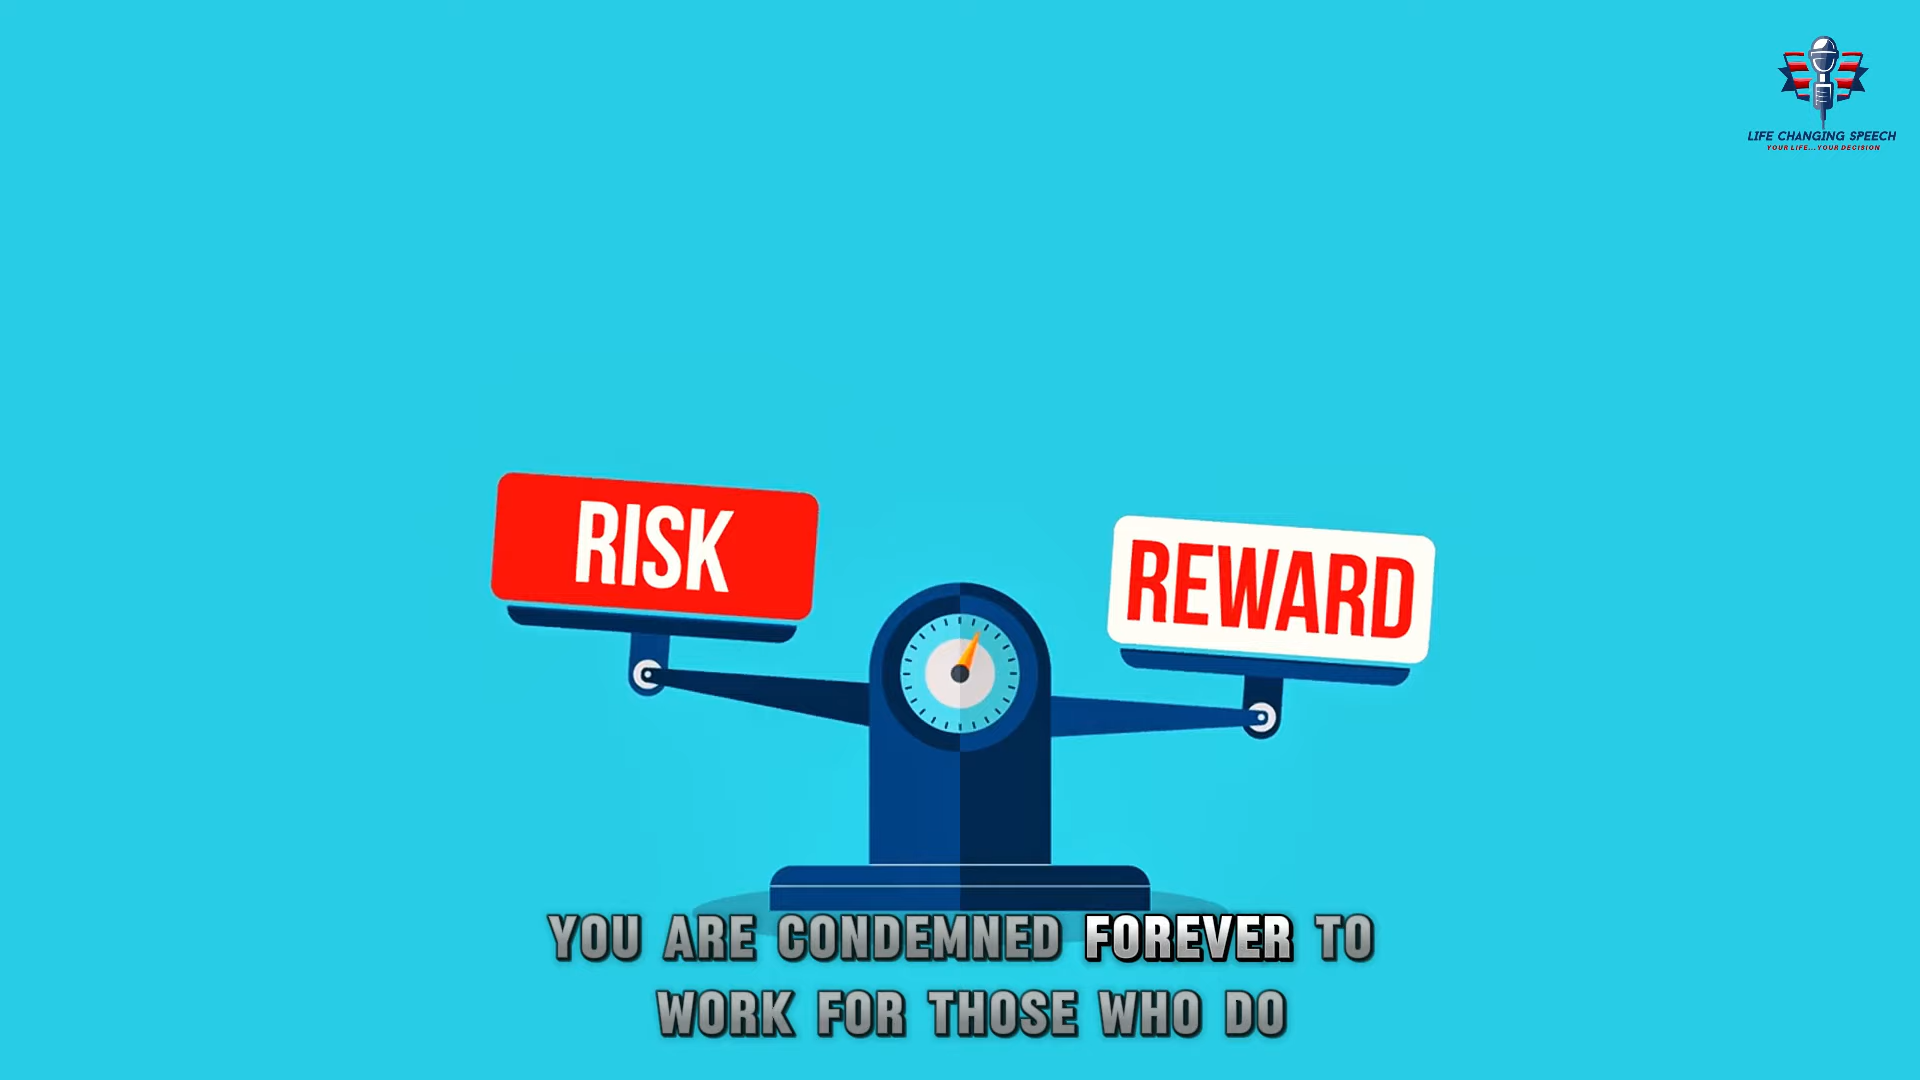 LIFE CHANGING SPEECH
YOUR LIFE...YOUR DECISION
RISK
REWARD
YOU ARE CONDEMNED FOREVER TO
WORK FOR THOSE WHO DO